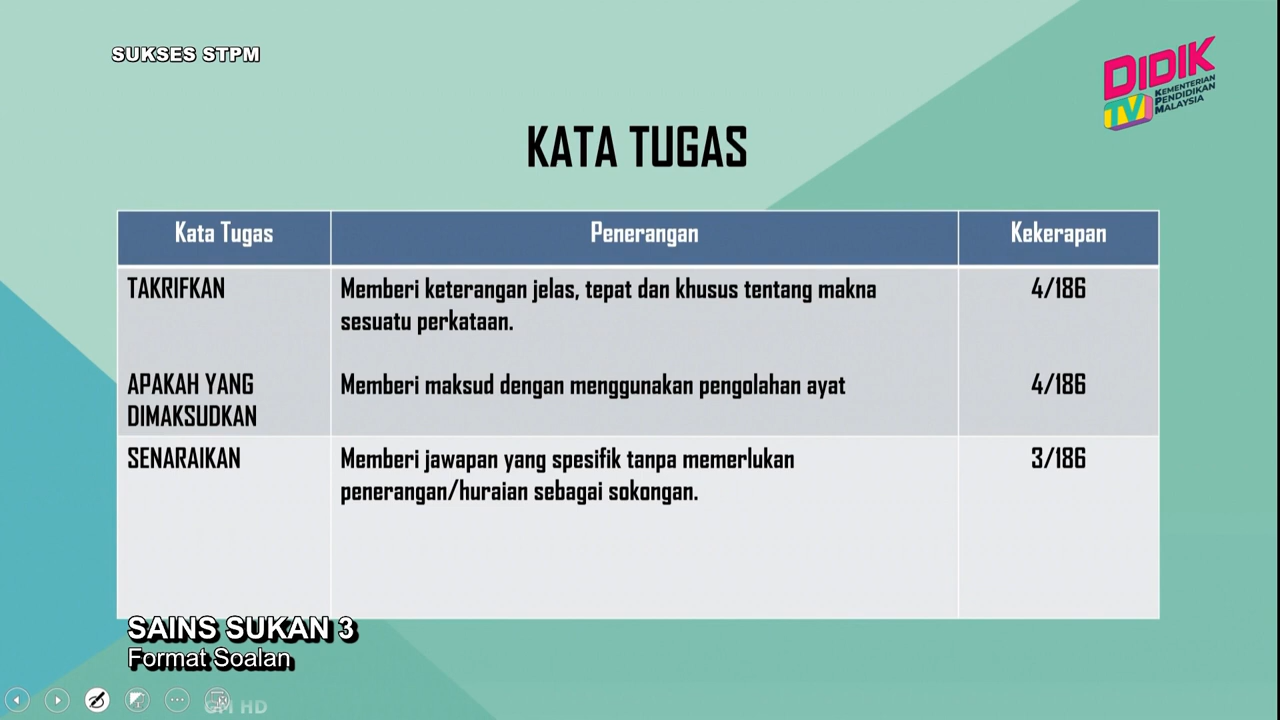 SUKSES STPM
DIDIK
TV
KEMENTERIAN
PENDIDIKAN
MALAYSIA
KATA TUGAS
Kata Tugas
Penerangan
Kekerapan
TAKRIFKAN
Memberi keterangan jelas, tepat dan khusus tentang makna
sesuatu perkataan.
4/186
APAKAH YANG
DIMAKSUDKAN
Memberi maksud dengan menggunakan pengolahan ayat
4/186
SENARAIKAN
Memberi jawapan yang spesifik tanpa memerlukan
penerangan/huraian sebagai sokongan.
3/186
SAINS SUKAN 3
Format Soalan
HD